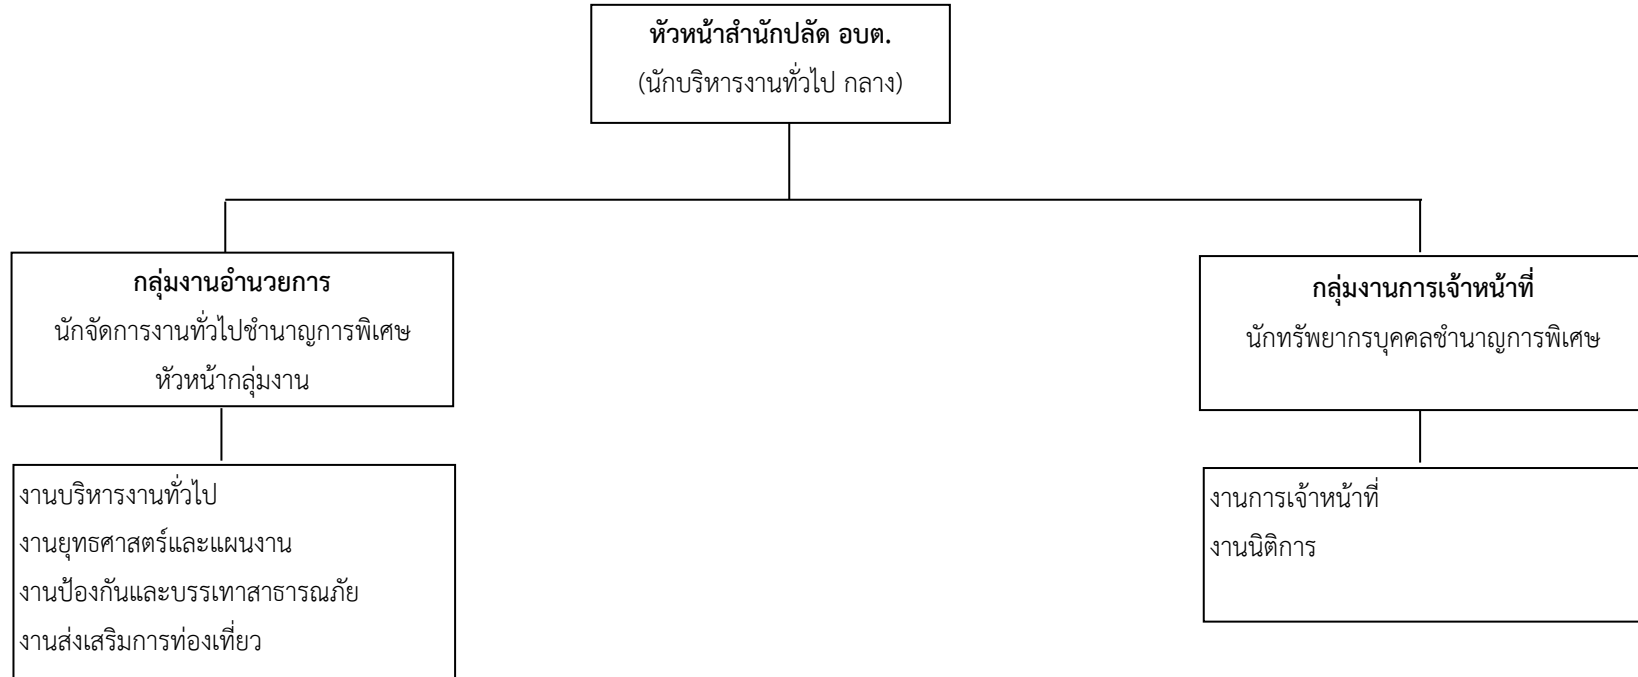 หัวหน้าสำนักปลัด อบต.
(นักบริหารงานทั่วไป กลาง)
กลุ่มงานอำนวยการ
นักจัดการงานทั่วไปชำนาญการพิเศษ
หัวหน้ากลุ่มงาน
กลุ่มงานการเจ้าหน้าที่
นักทรัพยากรบุคคลชำนาญการพิเศษ
งานบริหารงานทั่วไป
งานยุทธศาสตร์และแผนงาน
งานป้องกันและบรรเทาสาธารณภัย
งานส่งเสริมการท่องเที่ยว
งานการเจ้าหน้าที่
งานนิติการ